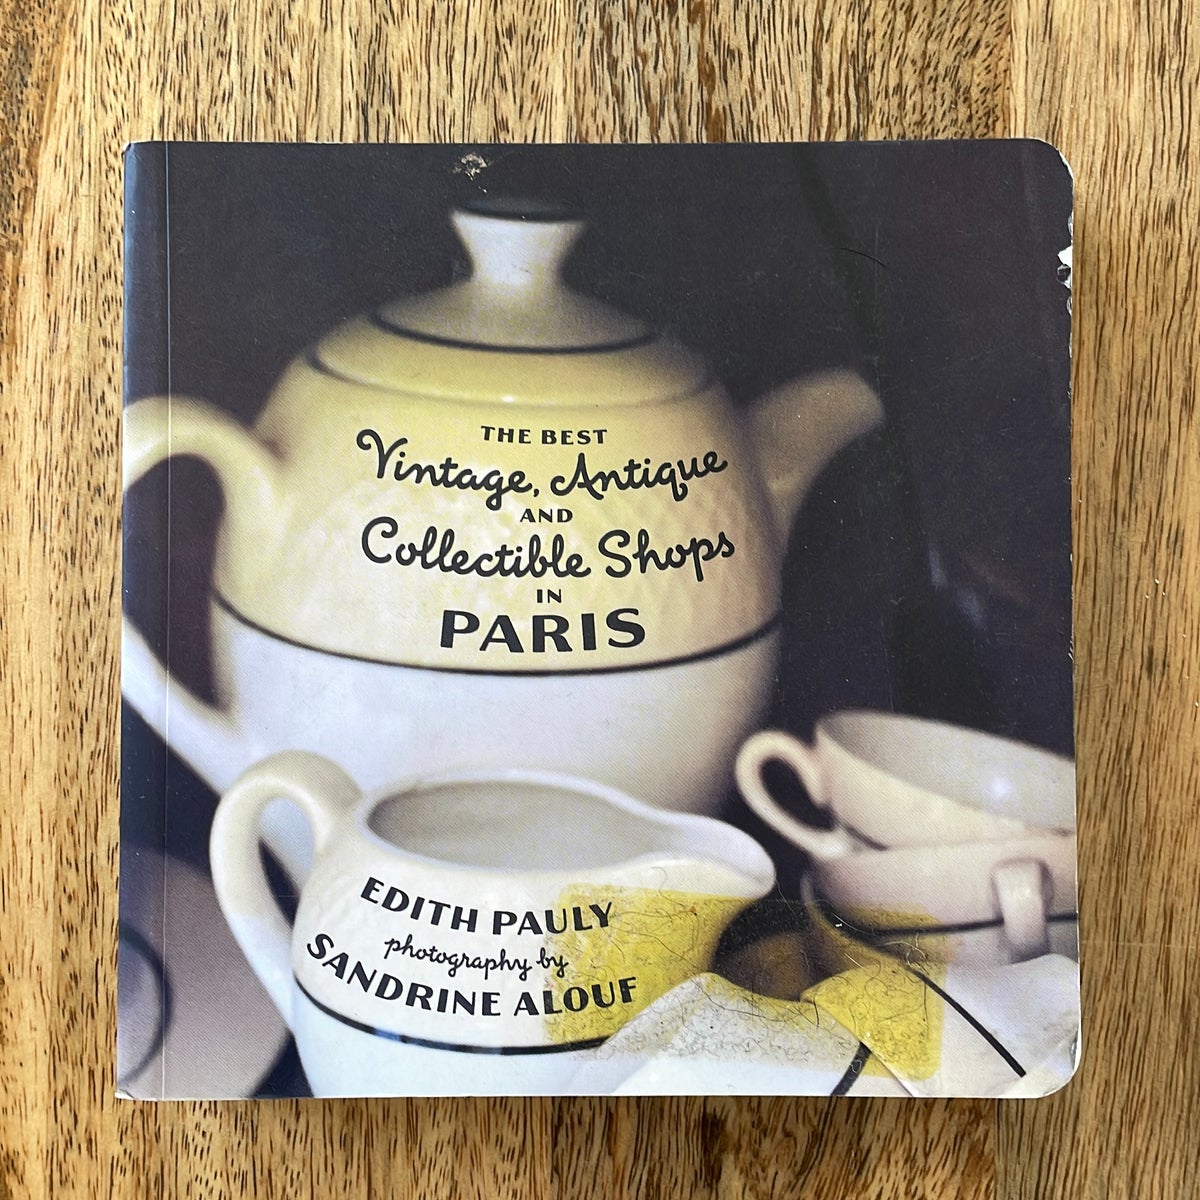 THE BEST
Vintage, Antique
AND
Collectible Shops
IN
PARIS
EDITH PAULY
photography by
SANDRINE ALOUF